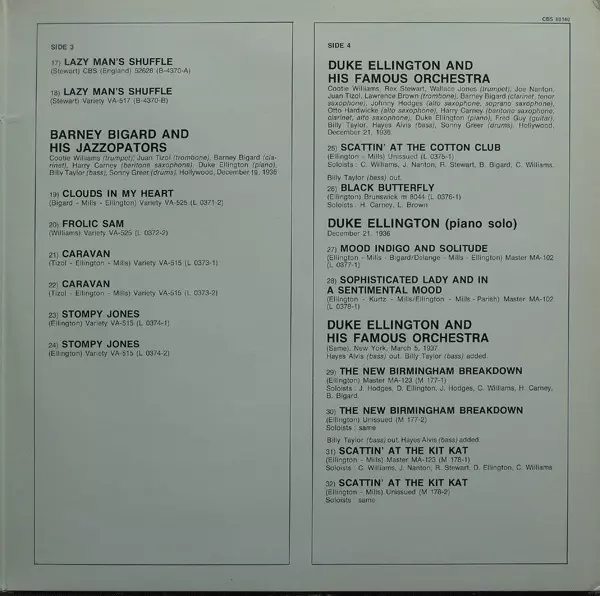 CBS 88140
SIDE 3
17) LAZY MAN'S SHUFFLE
(Stewart) CBS (England) 52628 (B-4370-A)
18) LAZY MAN'S SHUFFLE
(Stewart) Variety VA-517 (B-4370-B)
BARNEY BIGARD AND
HIS JAZZOPATORS
Cootie Williams (trumpet), Juan Tizol (trombone), Barney Bigard (cla-
rinet), Harry Carney (baritone saxophone), Duke Ellington (piano),
Billy Taylor (bass), Sonny Greer (drums). Hollywood, December 19, 1936
19) CLOUDS IN MY HEART
(Bigard - Mills - Ellington) Variety VA-525 (L 0371-2)
20) FROLIC SAM
(Williams) Variety VA-525 (L 0372-2)
21) CARAVAN
(Tizol - Ellington - Mills) Variety VA-515 (L 0373-1)
22) CARAVAN
(Tizol - Ellington - Mills) Variety VA-515 (L 0373-2)
23) STOMPY JONES
(Ellington) Variety VA-515 (L 0374-1)
24) STOMPY JONES
(Ellington) Variety VA-515 (L 0374-2)
SIDE 4
DUKE ELLINGTON AND
HIS FAMOUS ORCHESTRA
Cootie Williams, Rex Stewart, Wallace Jones (trumpet), Joe Nanton,
Juan Tizol, Lawrence Brown (trombone), Barney Bigard (clarinet, tenor
saxophone), Johnny Hodges (alto saxophone, soprano saxophone),
Otto Hardwicke (alto saxophone), Harry Carney (baritone saxophone,
clarinet, alto saxophone), Duke Ellington (piano), Fred Guy (guitar),
Billy Taylor, Hayes Alvis (bass), Sonny Greer (drums). Hollywood,
December 21, 1936.
25) SCATTIN' AT THE COTTON CLUB
(Ellington - Mills) Unissued (L 0375-1)
Soloists : C. Williams, J. Nanton, R. Stewart, B. Bigard, C. Williams.
Billy Taylor (bass) out.
26) BLACK BUTTERFLY
(Ellington) Brunswick m 8044 (L 0376-1)
Soloists : H. Carney, L. Brown
DUKE ELLINGTON (piano solo)
December 21, 1936
27) MOOD INDIGO AND SOLITUDE
(Ellington - Mills - Bigard/Delange - Mills - Ellington) Master MA-102
(L 0377-1)
28) SOPHISTICATED LADY AND IN
A SENTIMENTAL MOOD
(Ellington - Kurtz - Mills/Ellington - Mills - Parish) Master MA-102
(L 0378-1)
DUKE ELLINGTON AND
HIS FAMOUS ORCHESTRA
(Same). New York, March 5, 1937
Hayes Alvis (bass) out. Billy Taylor (bass) added.
29) THE NEW BIRMINGHAM BREAKDOWN
(Ellington) Master MA-123 (M 177-1)
Soloists : J. Hodges, D. Ellington, J. Hodges, C. Williams, H. Carney,
B. Bigard.
30) THE NEW BIRMINGHAM BREAKDOWN
(Ellington) Unissued (M 177-2)
Soloists : same
Billy Taylor (bass) out. Hayes Alvis (bass) added.
31) SCATTIN' AT THE KIT KAT
(Ellington - Mills) Master MA-123 (M 178-1)
Soloists : C. Williams, J. Nanton, R. Stewart, D. Ellington, C. Williams
32) SCATTIN' AT THE KIT KAT
(Ellington - Mills) Unissued (M 178-2)
Soloists : same